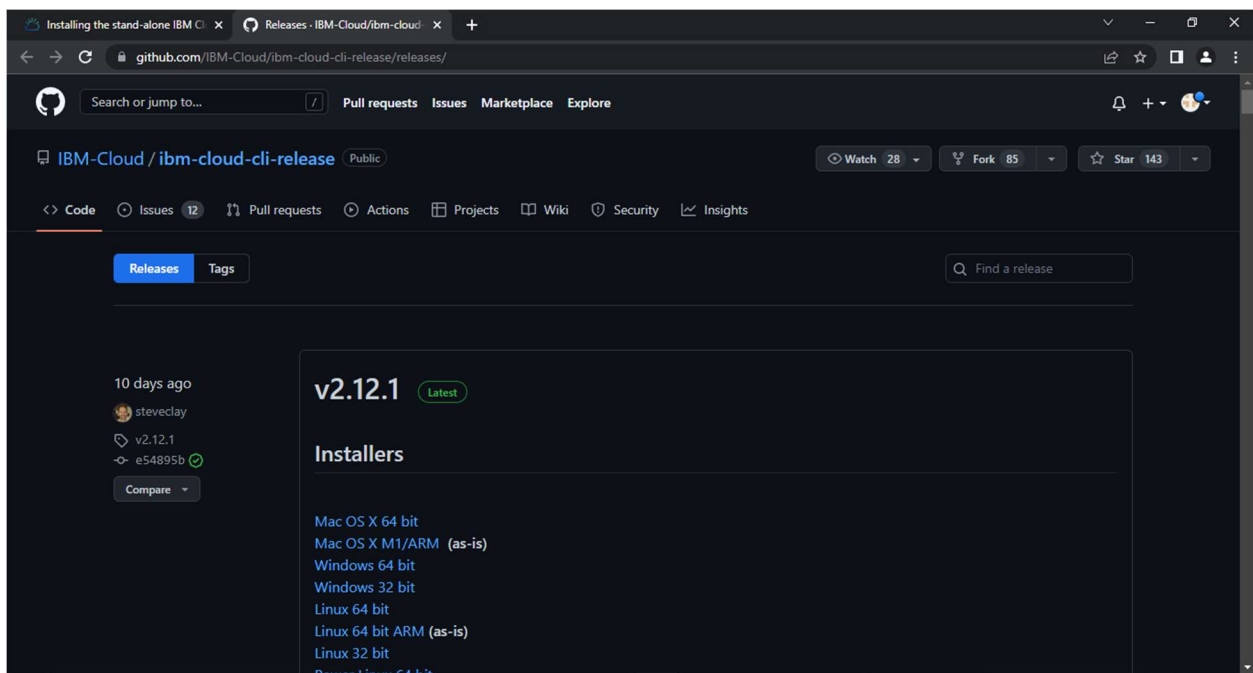 Installing the stand-alone IBM Cl
Releases · IBM-Cloud/ibm-cloud-
github.com/IBM-Cloud/ibm-cloud-cli-release/releases/
Search or jump to... / Pull requests Issues Marketplace Explore
IBM-Cloud / ibm-cloud-cli-release Public
Watch 28 Fork 85 Star 143
<> Code Issues 12 Pull requests Actions Projects Wiki Security Insights
Releases Tags Find a release
10 days ago
steveclay
v2.12.1
e54895b
Compare
v2.12.1 Latest
Installers
Mac OS X 64 bit
Mac OS X M1/ARM (as-is)
Windows 64 bit
Windows 32 bit
Linux 64 bit
Linux 64 bit ARM (as-is)
Linux 32 bit
Power Linux 64 bit